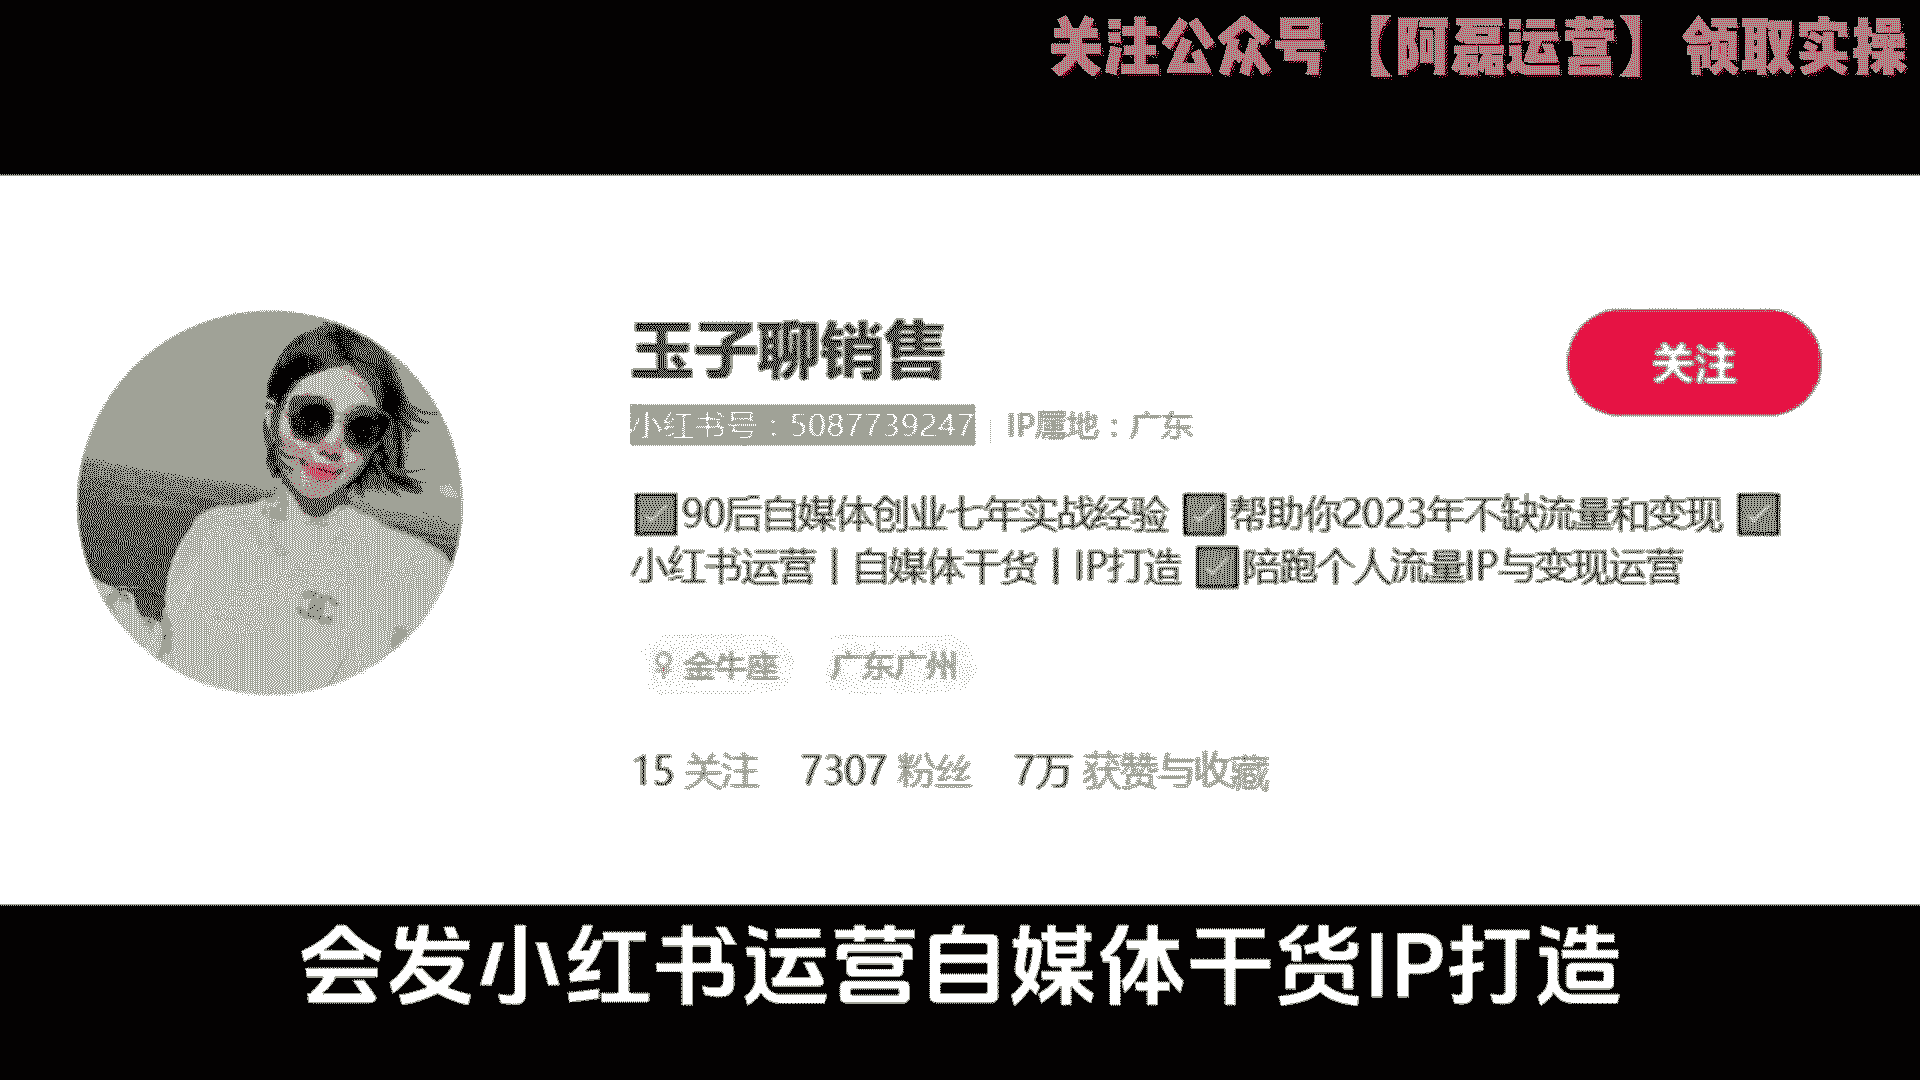 关注公众号【阿磊运营】领取实操
玉子聊销售
关注
小红书号：5087739247 IP属地：广东
☑90后自媒体创业七年实战经验 ☑帮助你2023年不缺流量和变现 ☑
小红书运营丨自媒体干货丨IP打造 ☑陪跑个人流量IP与变现运营
♀ 金牛座 广东广州
15 关注 7307 粉丝 7万 获赞与收藏
会发小红书运营自媒体干货IP打造